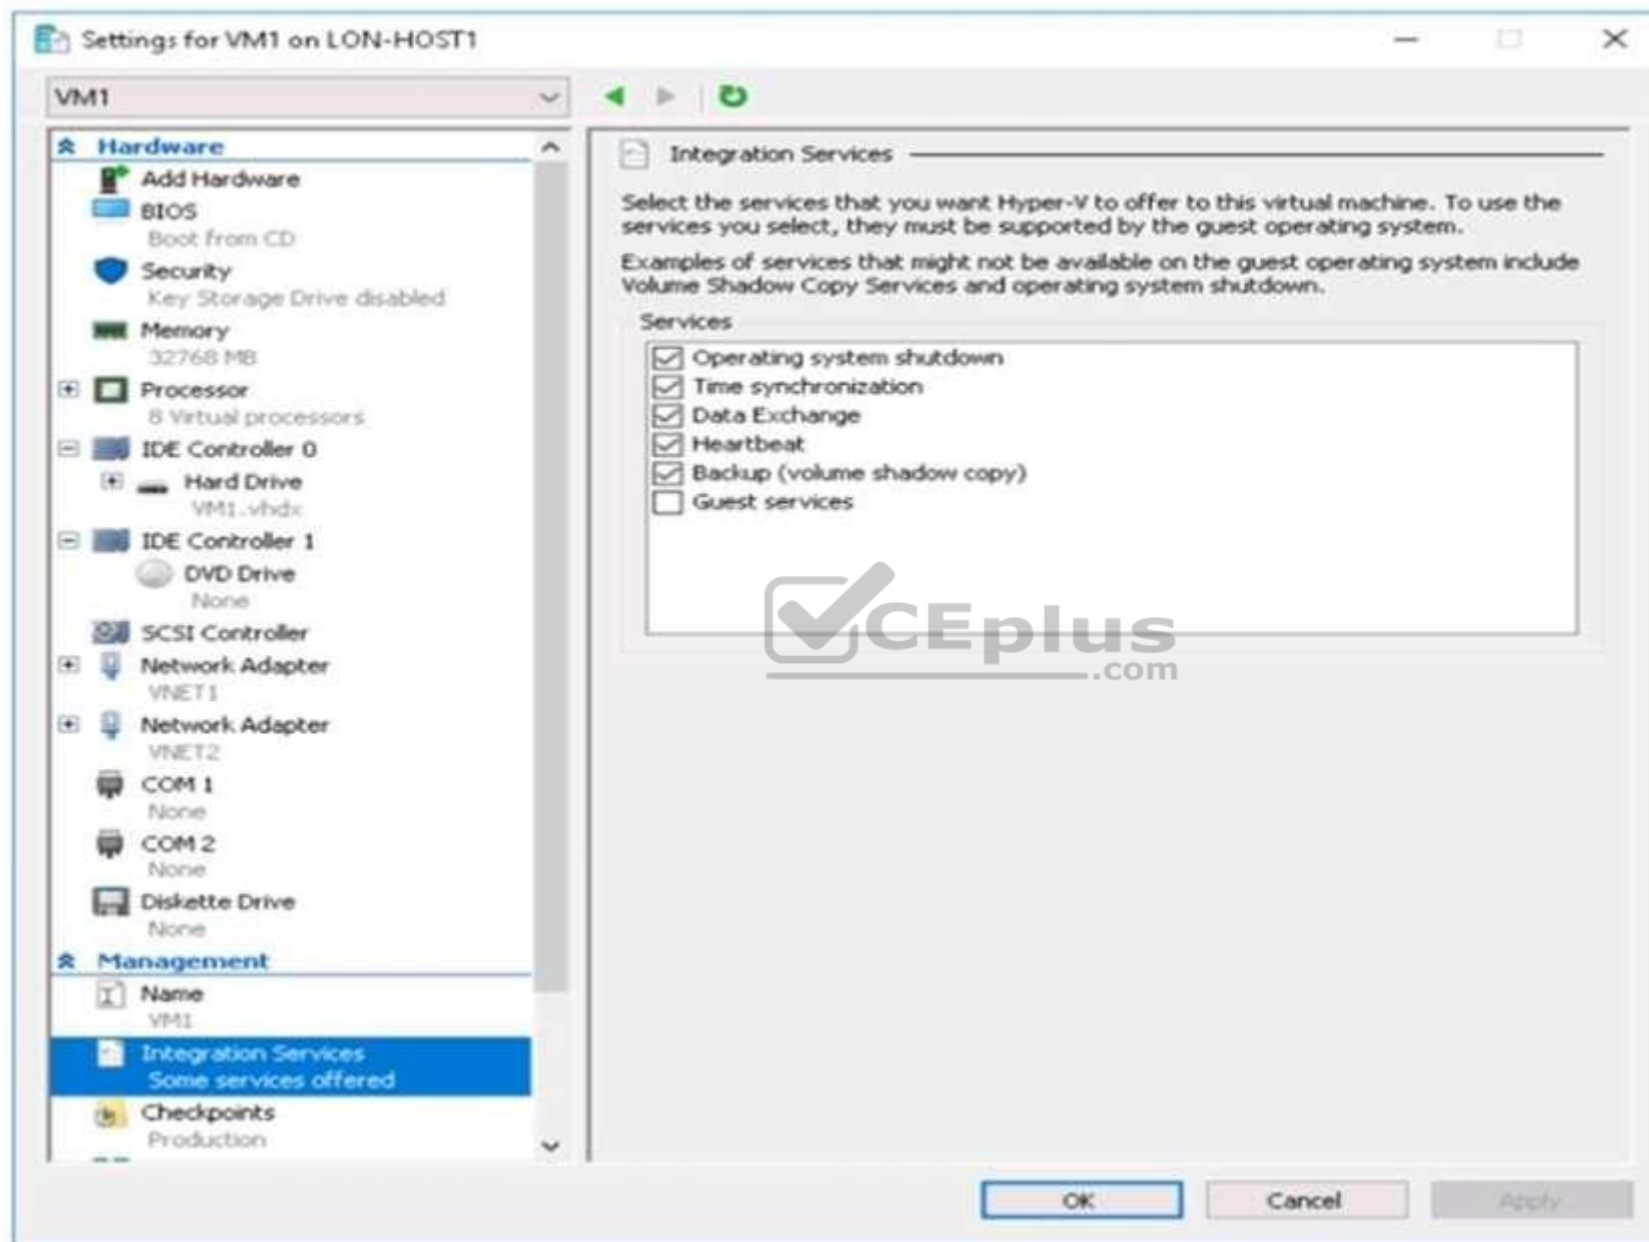 Settings for VM1 on LON-HOST1
VM1
Hardware
Add Hardware
BIOS
Boot from CD
Security
Key Storage Drive disabled
Memory
32768 MB
Processor
8 Virtual processors
IDE Controller 0
Hard Drive
VM1.vhdx
IDE Controller 1
DVD Drive
None
SCSI Controller
Network Adapter
VNET1
Network Adapter
VNET2
COM 1
None
COM 2
None
Diskette Drive
None
Management
Name
VM1
Integration Services
Some services offered
Checkpoints
Production
Integration Services
Select the services that you want Hyper-V to offer to this virtual machine. To use the
services you select, they must be supported by the guest operating system.
Examples of services that might not be available on the guest operating system include
Volume Shadow Copy Services and operating system shutdown.
Services
Operating system shutdown
Time synchronization
Data Exchange
Heartbeat
Backup (volume shadow copy)
Guest services
CEplus
.com
OK
Cancel
Apply